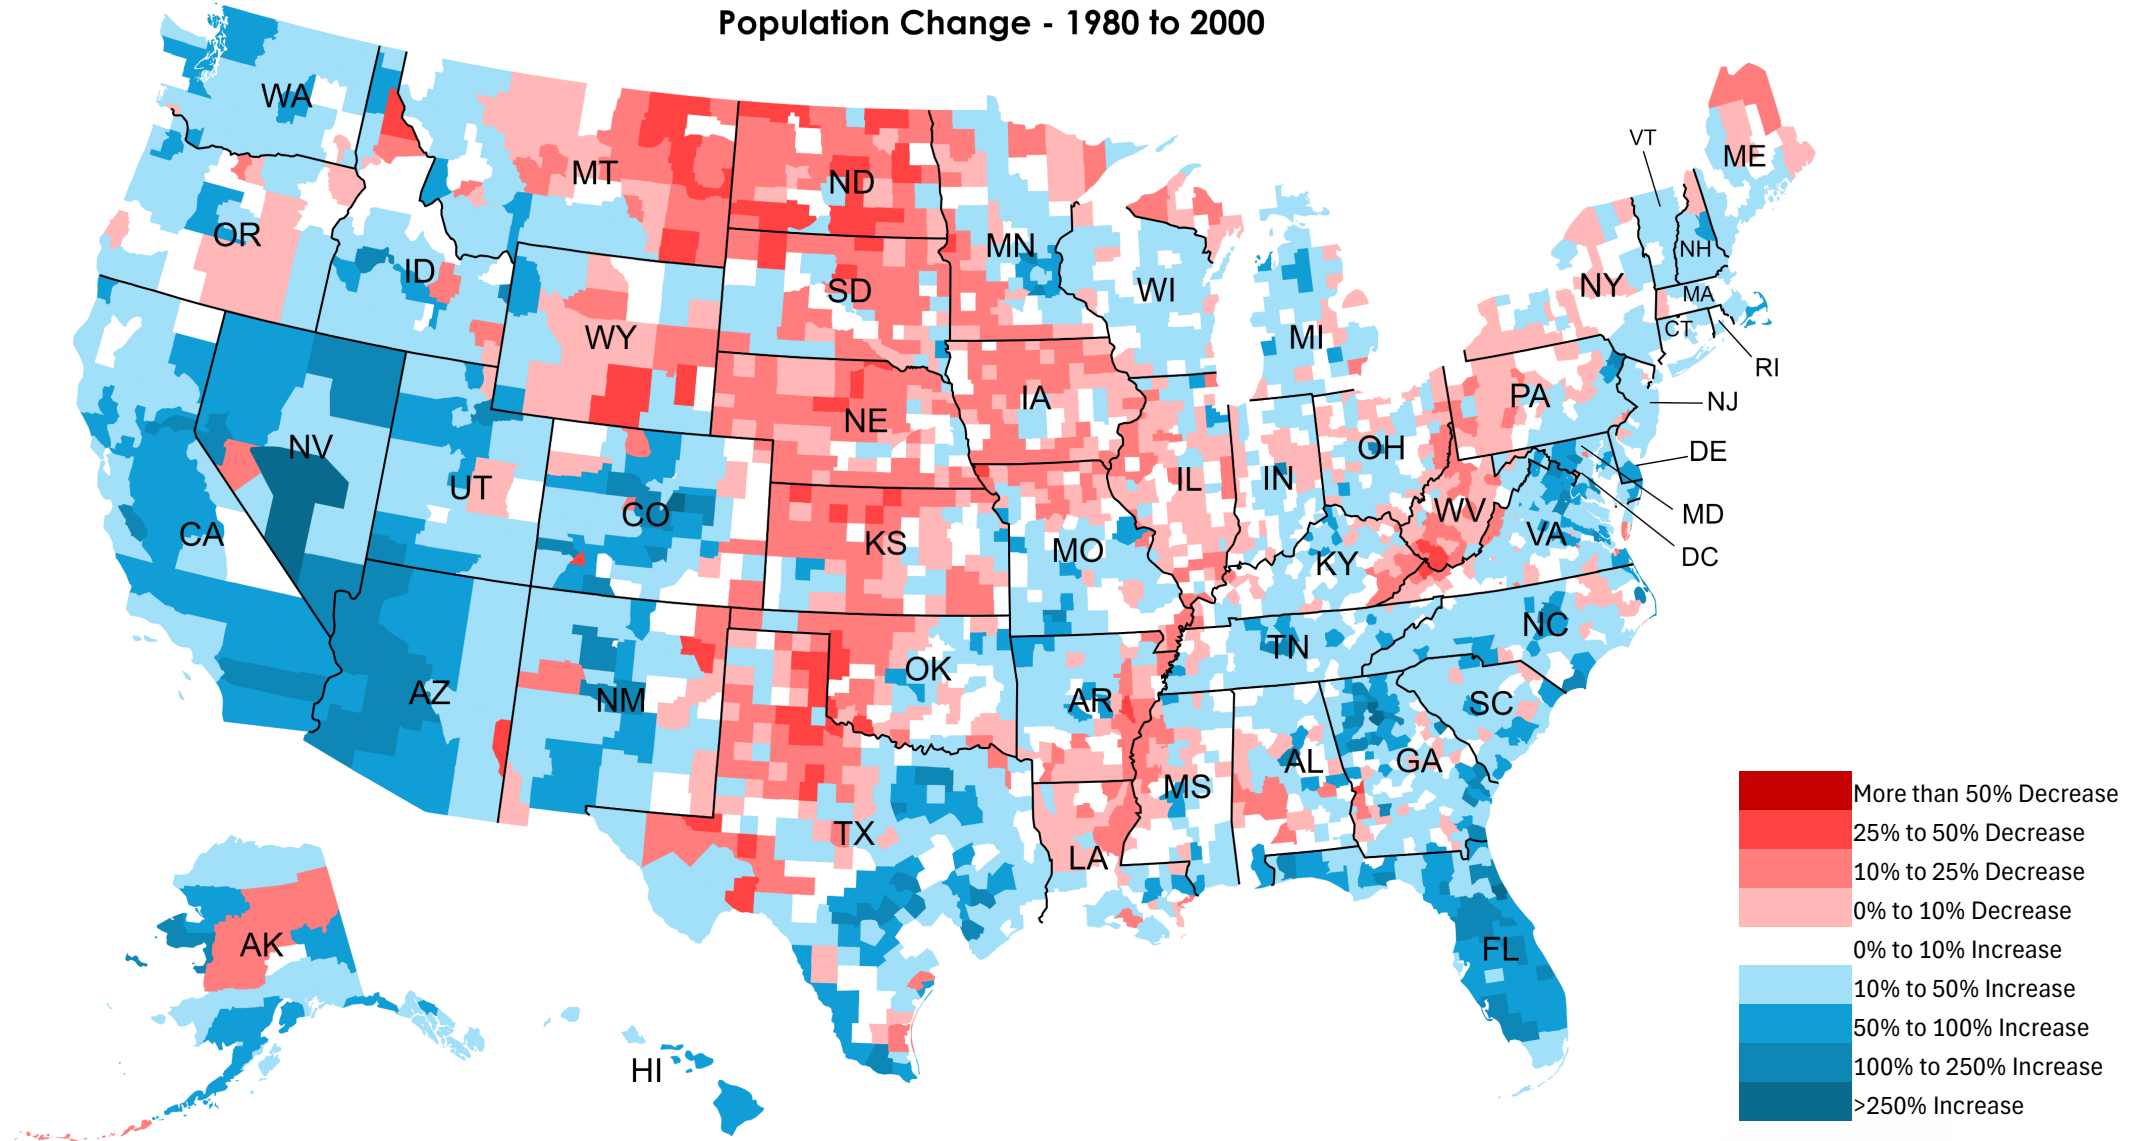 Population Change - 1980 to 2000
WA
MT
ND
MN
OR
ID
SD
WI
MI
WY
IA
NE
NV
UT
CO
CA
KS
MO
IL
IN
OH
PA
NY
VT
ME
NH
MA
CT
RI
NJ
DE
MD
DC
WV
VA
KY
NC
TN
SC
AZ
NM
OK
AR
MS
AL
GA
TX
LA
FL
AK
HI
More than 50% Decrease
25% to 50% Decrease
10% to 25% Decrease
0% to 10% Decrease
0% to 10% Increase
10% to 50% Increase
50% to 100% Increase
100% to 250% Increase
>250% Increase